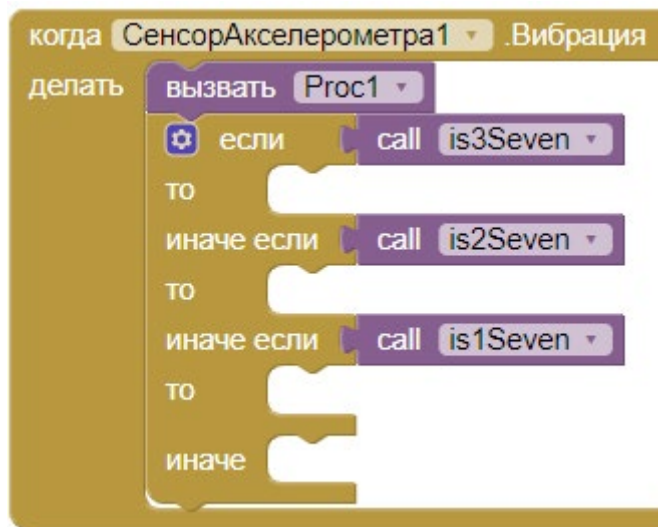 когда СенсорАкселерометра1 .Вибрация
делать вызвать Proc1
если call is3Seven
то
иначе если call is2Seven
то
иначе если call is1Seven
то
иначе